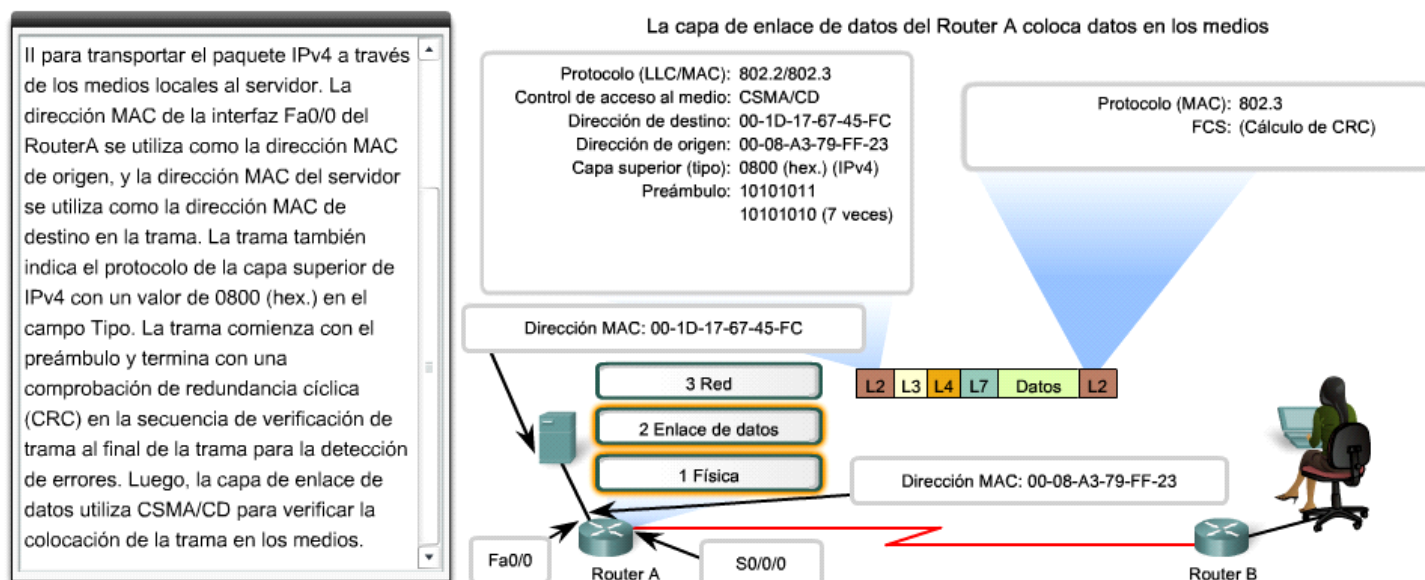 II para transportar el paquete IPv4 a través
de los medios locales al servidor. La
dirección MAC de la interfaz Fa0/0 del
RouterA se utiliza como la dirección MAC
de origen, y la dirección MAC del servidor
se utiliza como la dirección MAC de
destino en la trama. La trama también
indica el protocolo de la capa superior de
IPv4 con un valor de 0800 (hex.) en el
campo Tipo. La trama comienza con el
preámbulo y termina con una
comprobación de redundancia cíclica
(CRC) en la secuencia de verificación de
trama al final de la trama para la detección
de errores. Luego, la capa de enlace de
datos utiliza CSMA/CD para verificar la
colocación de la trama en los medios.
La capa de enlace de datos del Router A coloca datos en los medios
Protocolo (LLC/MAC): 802.2/802.3
Control de acceso al medio: CSMA/CD
Dirección de destino: 00-1D-17-67-45-FC
Dirección de origen: 00-08-A3-79-FF-23
Capa superior (tipo): 0800 (hex.) (IPv4)
Preámbulo: 10101011
10101010 (7 veces)
Protocolo (MAC): 802.3
FCS: (Cálculo de CRC)
Dirección MAC: 00-1D-17-67-45-FC
3 Red
L2 L3 L4 L7 Datos L2
2 Enlace de datos
1 Física
Dirección MAC: 00-08-A3-79-FF-23
Fa0/0
Router A
S0/0/0
Router B